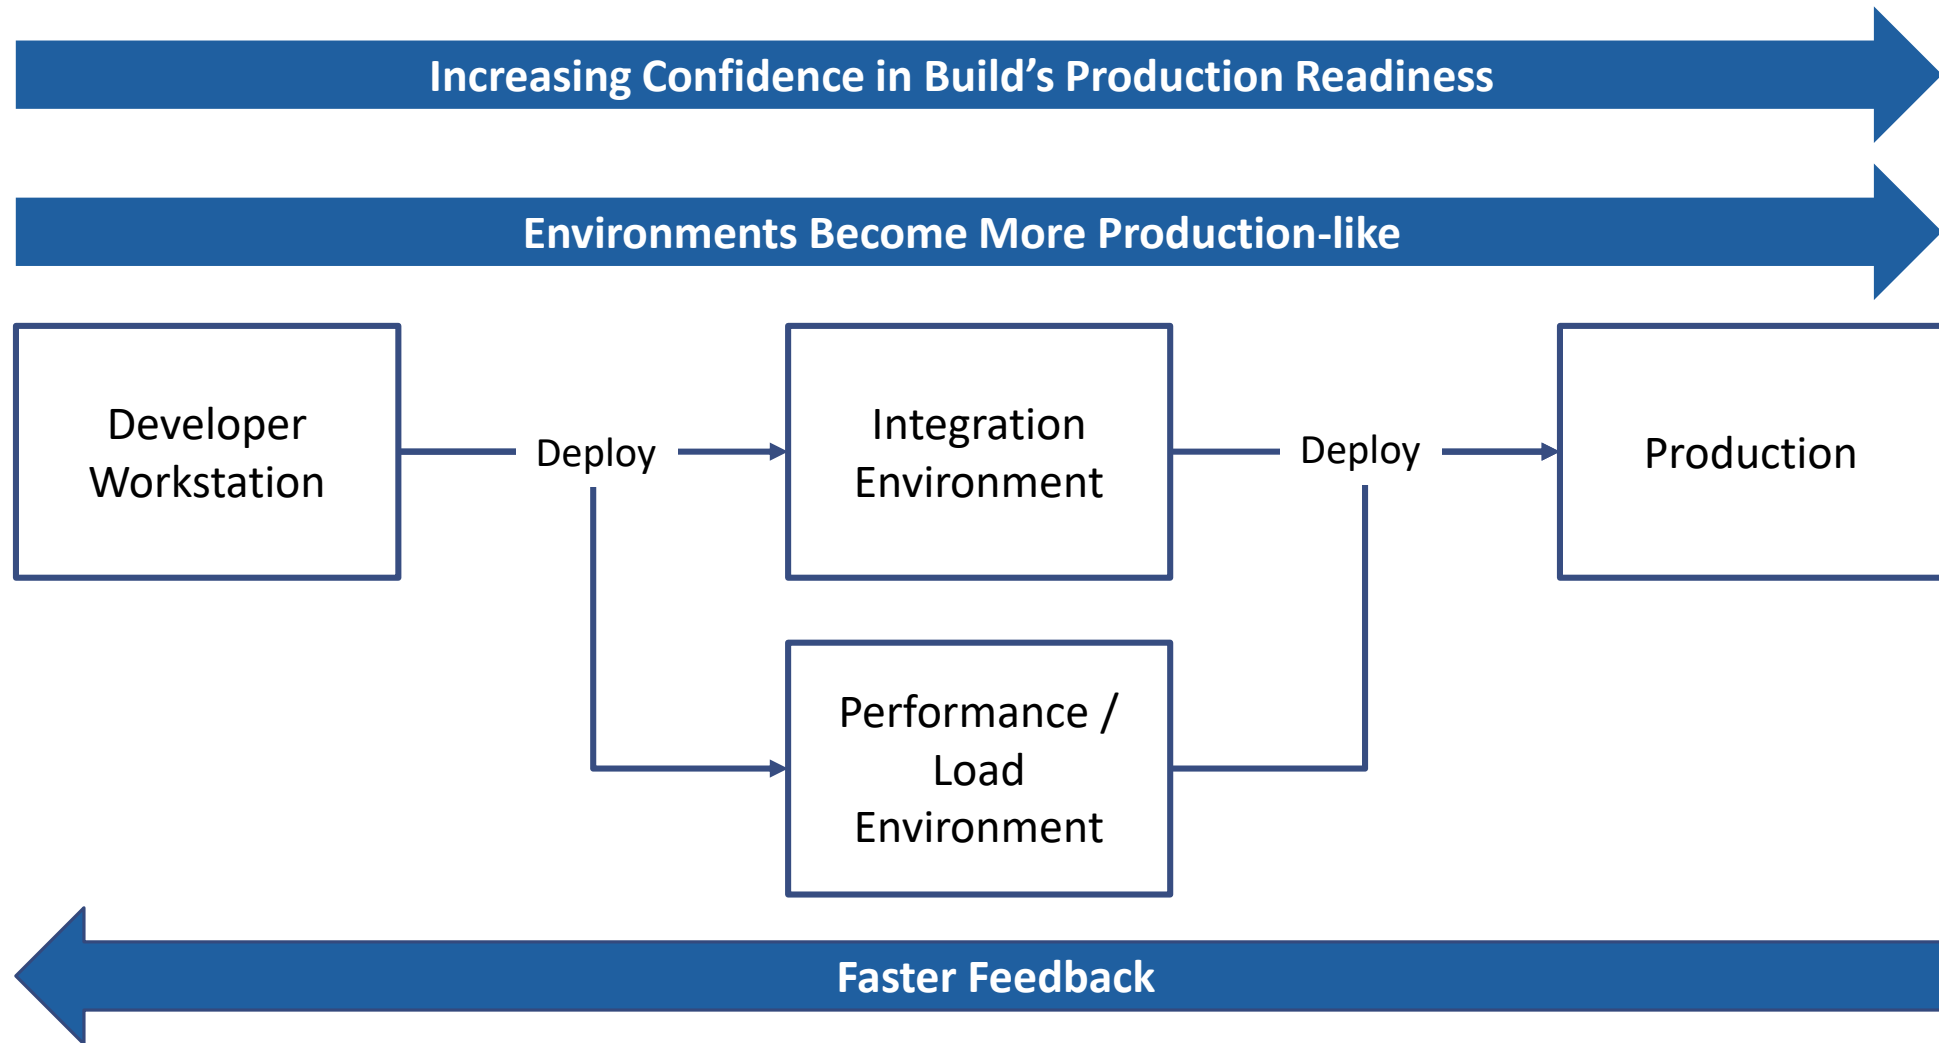 Increasing Confidence in Build’s Production Readiness
Environments Become More Production-like
Developer
Workstation
Deploy
Integration
Environment
Deploy
Production
Performance /
Load
Environment
Faster Feedback